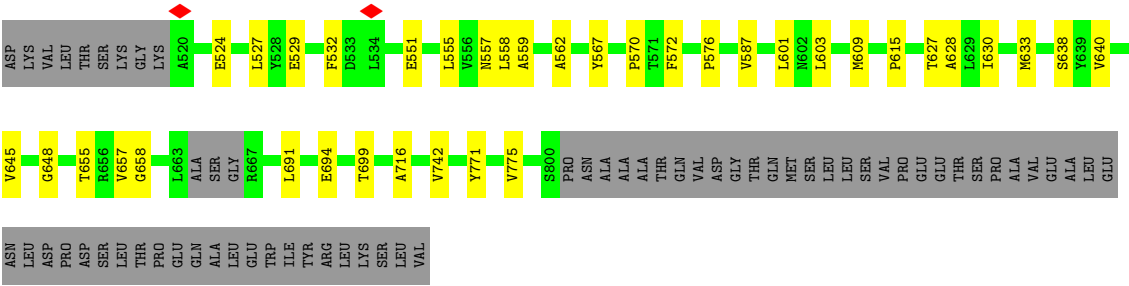 ASP LYS VAL LEU THR SER LYS GLY LYS A520 E524 L527 Y528 E529 F532 D533 L534 E551 L555 V556 N557 L558 A559 A562 Y567 P570 T571 F572 P576 V587 L601 N602 L603 M609 P615 T627 A628 L629 I630 M633 S638 Y639 V640
V645 G648 T655 R656 V657 G658 L663 ALA SER GLY R667 L691 E694 T699 A716 V742 Y771 V775 S800 PRO ASN ALA ALA ALA ALA THR GLN VAL ASP GLY THR GLN MET SER LEU LEU SER VAL PRO GLU GLU THR SER PRO ALA VAL GLU ALA LEU GLU
ASN LEU ASP PRO ASP SER LEU THR PRO GLU GLN ALA LEU GLU TRP ILE TYR ARG LEU LYS SER LEU VAL